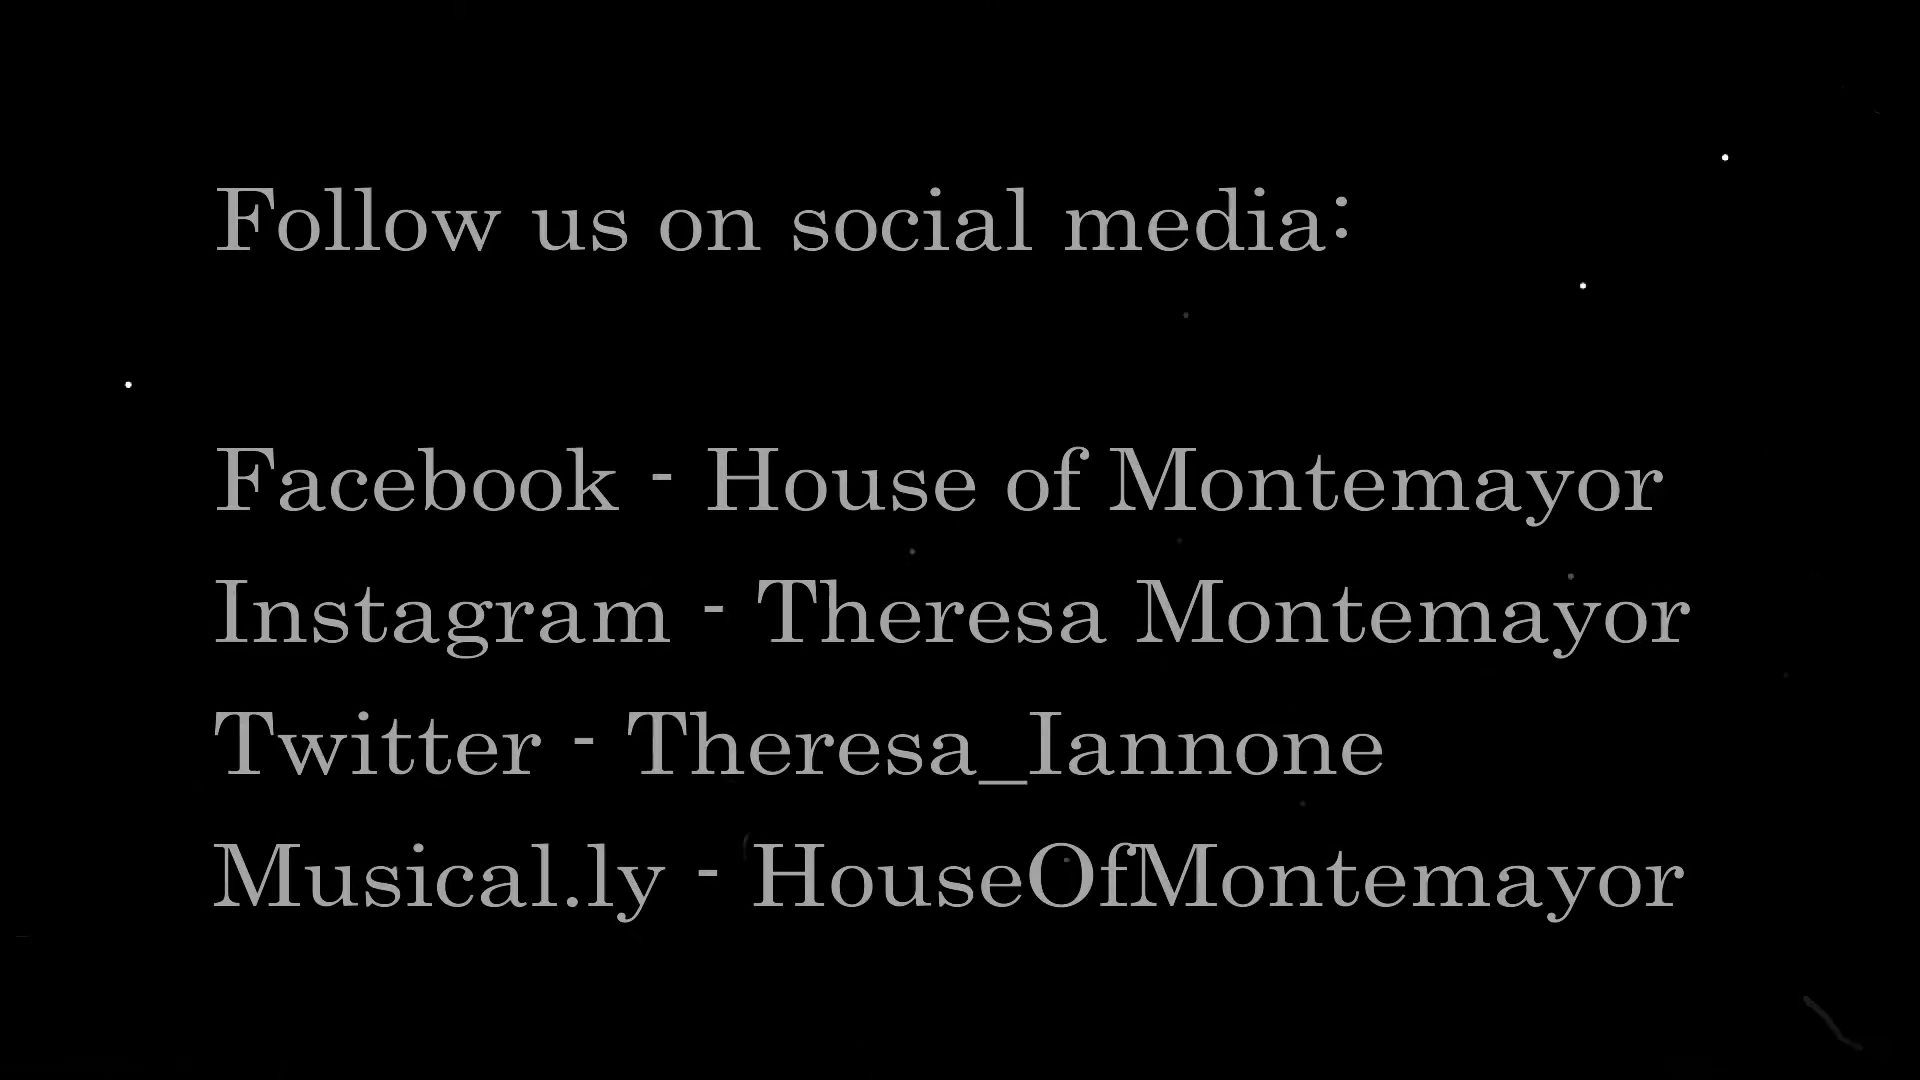 Follow us on social media:
Facebook - House of Montemayor
Instagram - Theresa Montemayor
Twitter - Theresa_Iannone
Musical.ly - HouseOfMontemayor